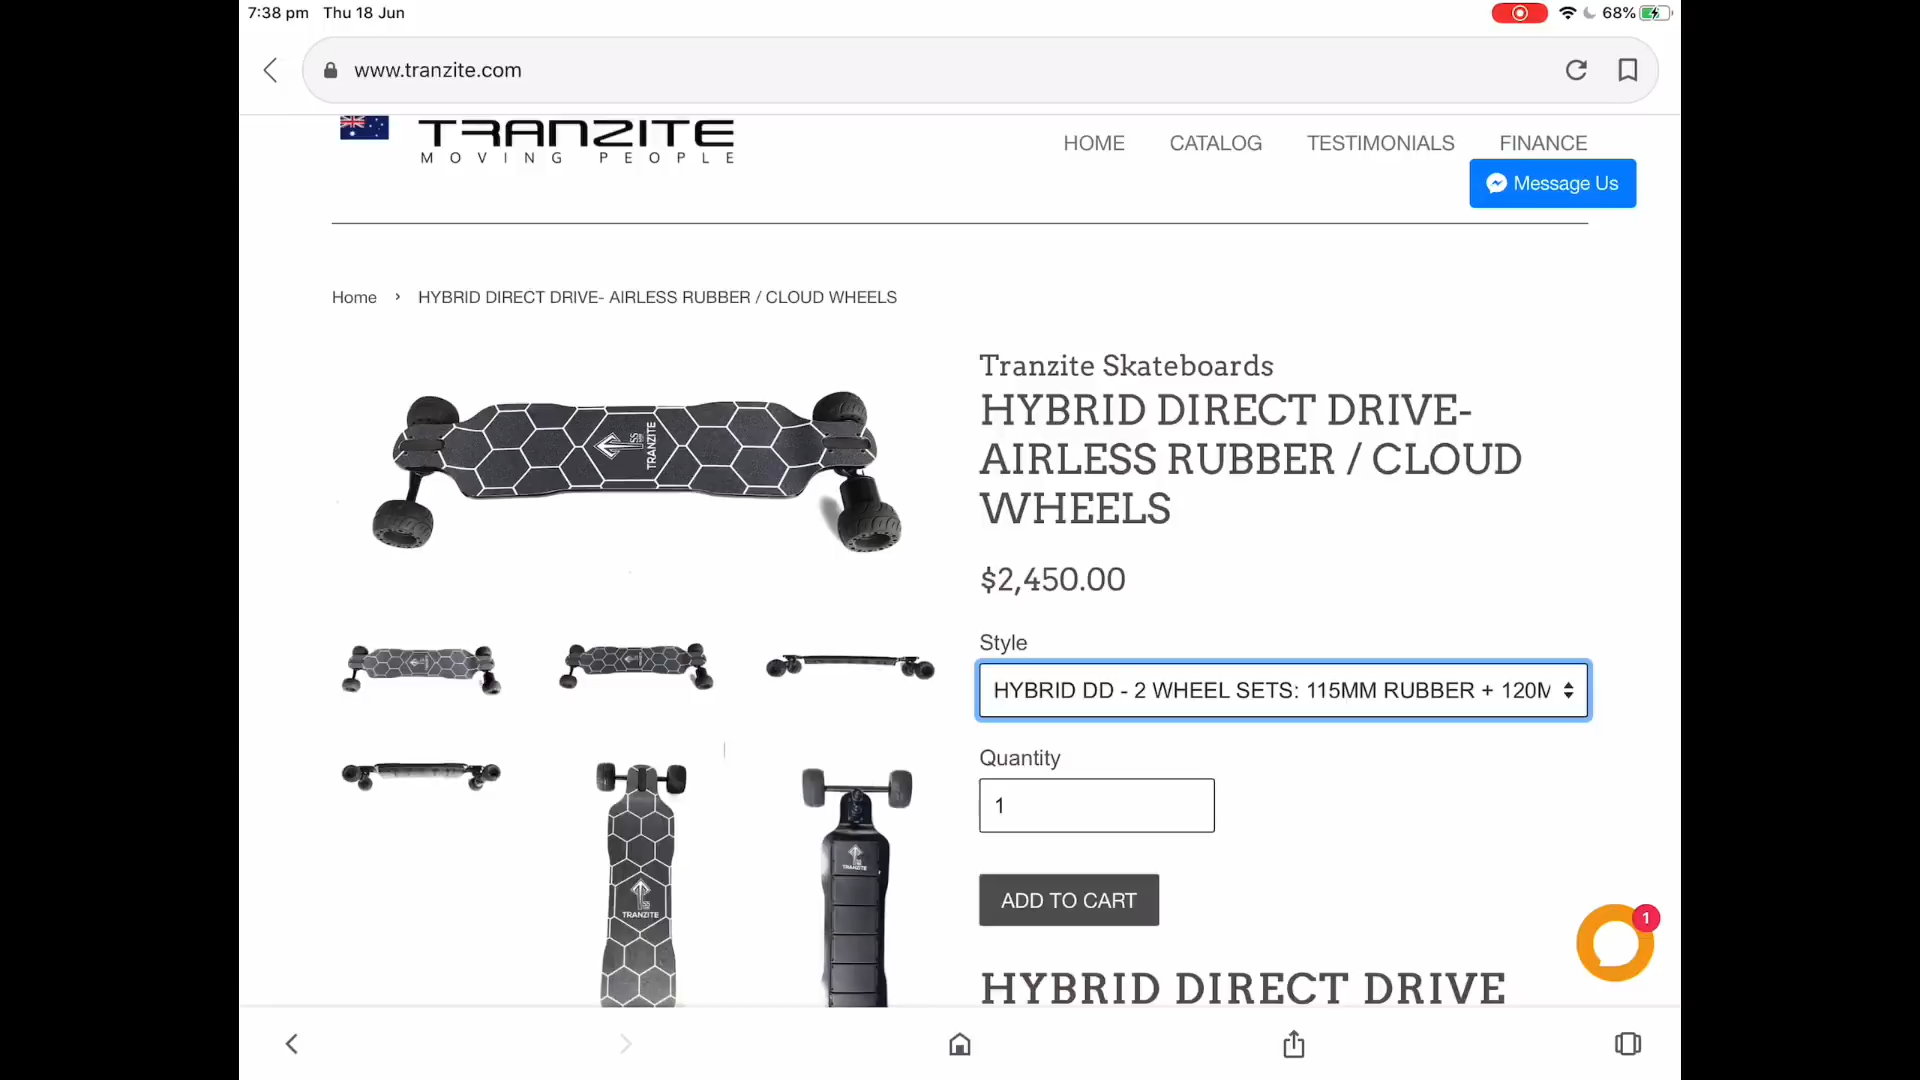 7:38 pm Thu 18 Jun
68%
www.tranzite.com
TRANZITE
MOVING PEOPLE
HOME CATALOG TESTIMONIALS FINANCE
Message Us
Home › HYBRID DIRECT DRIVE- AIRLESS RUBBER / CLOUD WHEELS
Tranzite Skateboards
HYBRID DIRECT DRIVE-
AIRLESS RUBBER / CLOUD
WHEELS
$2,450.00
Style
HYBRID DD - 2 WHEEL SETS: 115MM RUBBER + 120M
Quantity
1
ADD TO CART
1
HYBRID DIRECT DRIVE
TRANZITE
TRANZITE
TRANZITE